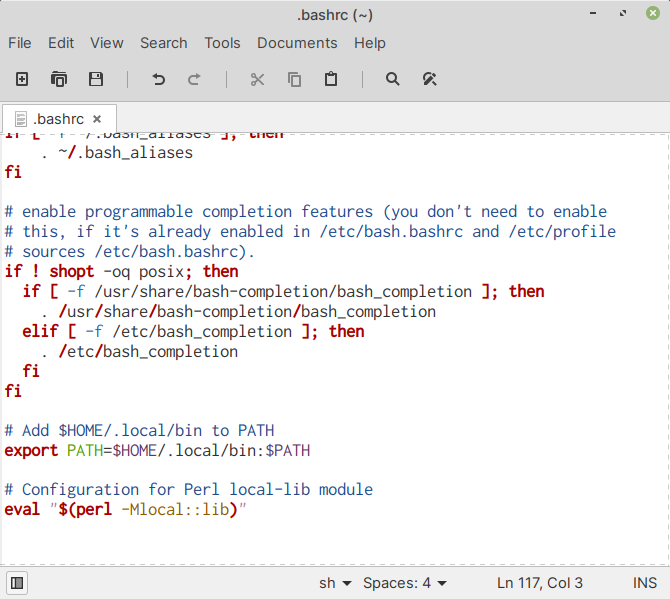 .bashrc (~)
File Edit View Search Tools Documents Help
.bashrc
if [ -f ~/.bash_aliases ]; then
    . ~/.bash_aliases
fi
# enable programmable completion features (you don't need to enable
# this, if it's already enabled in /etc/bash.bashrc and /etc/profile
# sources /etc/bash.bashrc).
if ! shopt -oq posix; then
  if [ -f /usr/share/bash-completion/bash_completion ]; then
    . /usr/share/bash-completion/bash_completion
  elif [ -f /etc/bash_completion ]; then
    . /etc/bash_completion
  fi
fi
# Add $HOME/.local/bin to PATH
export PATH=$HOME/.local/bin:$PATH
# Configuration for Perl local-lib module
eval "$(perl -Mlocal::lib)"
sh Spaces: 4 Ln 117, Col 3 INS